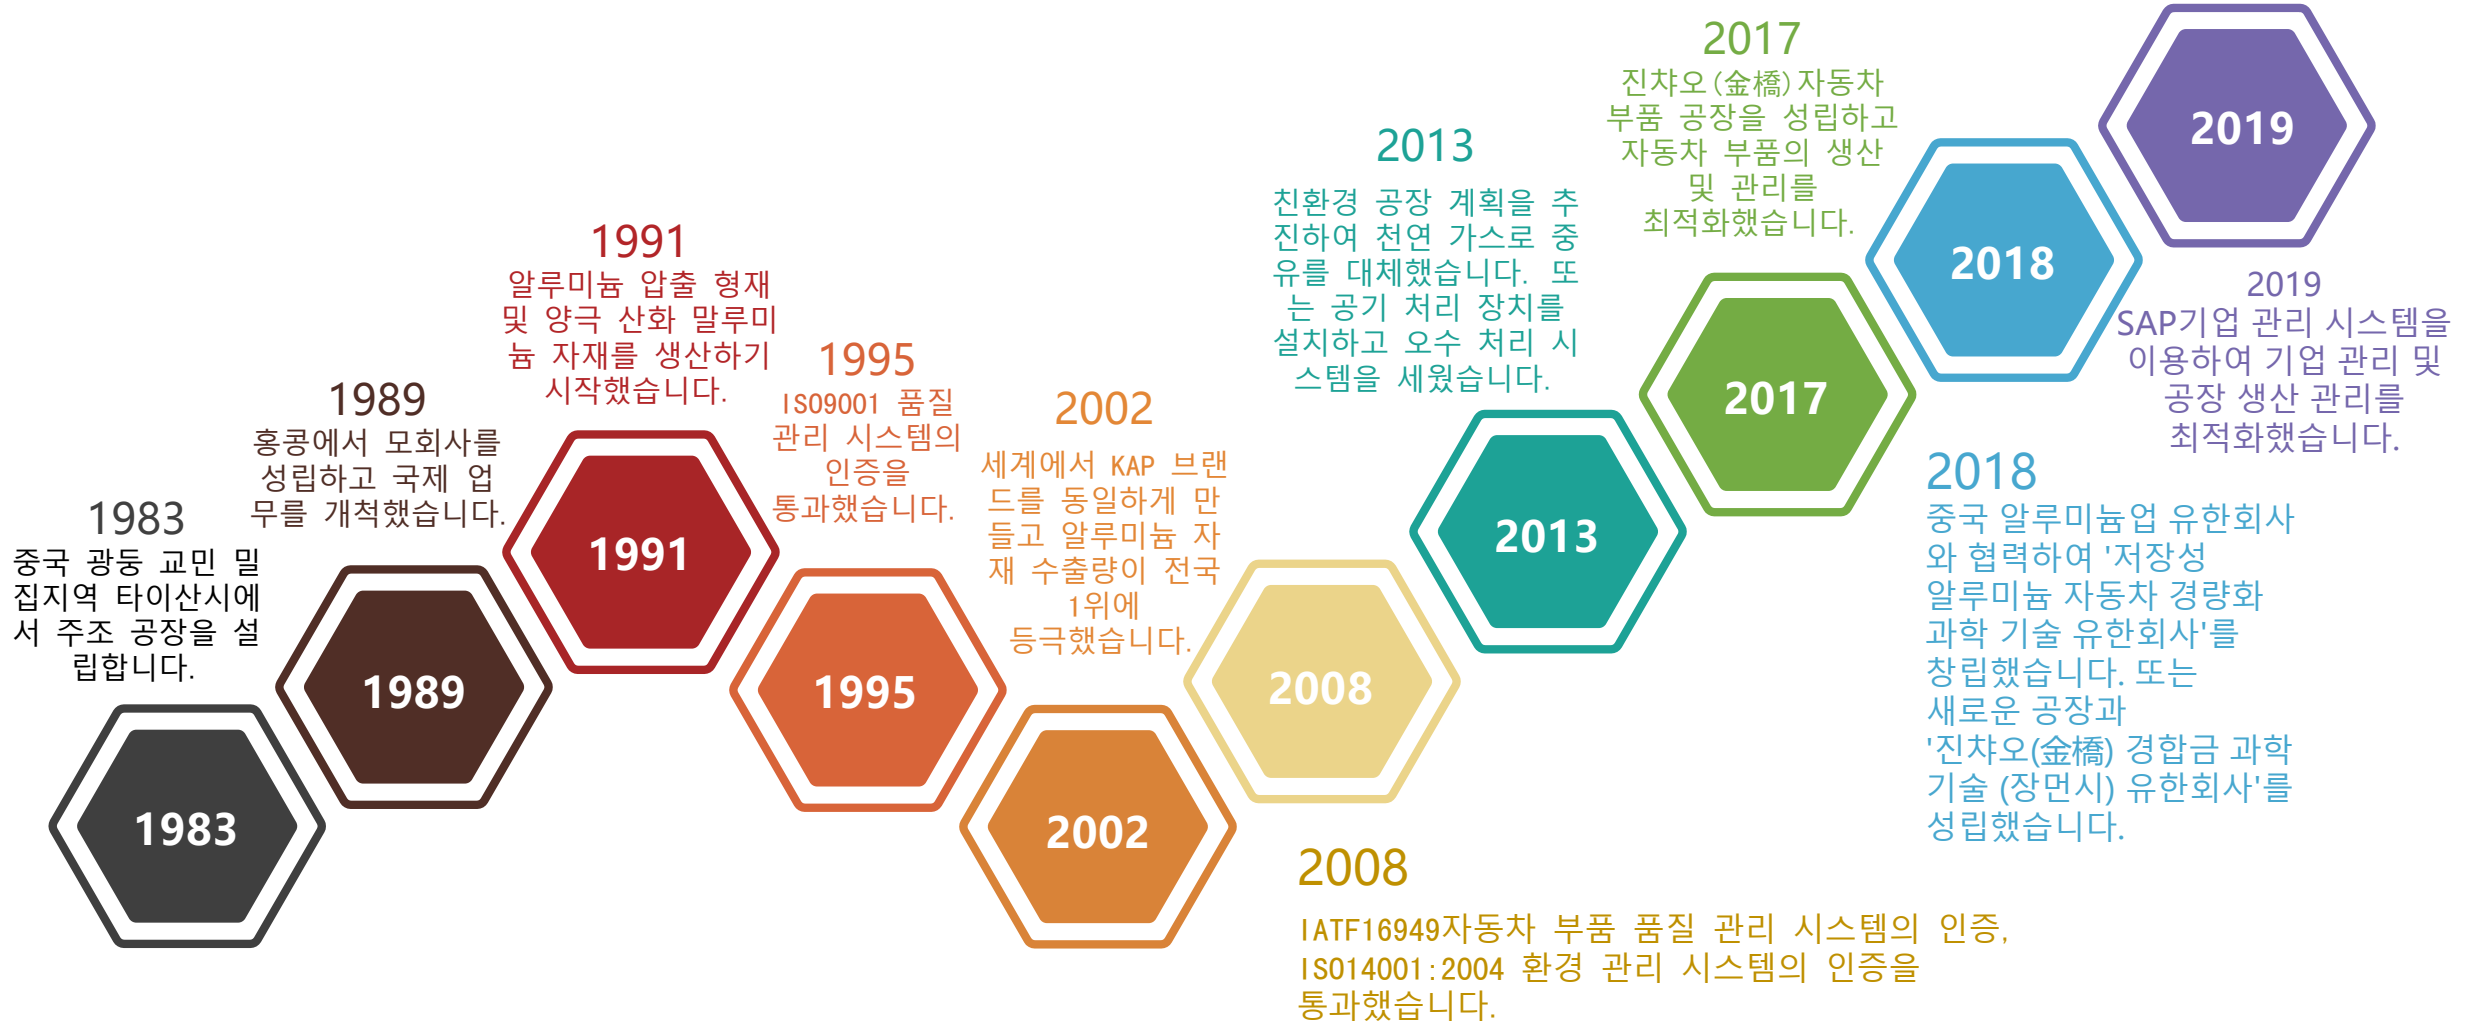 1983
중국 광둥 교민 밀
집지역 타이산시에
서 주조 공장을 설
립합니다.
1983
1989
홍콩에서 모회사를
성립하고 국제 업
무를 개척했습니다.
1989
1991
알루미늄 압출 형재
및 양극 산화 말루미
늄 자재를 생산하기
시작했습니다.
1991
1995
ISO9001 품질
관리 시스템의
인증을
통과했습니다.
1995
2002
세계에서 KAP 브랜
드를 동일하게 만
들고 알루미늄 자
재 수출량이 전국
1위에
등극했습니다.
2002
2008
2008
IATF16949자동차 부품 품질 관리 시스템의 인증,
ISO14001:2004 환경 관리 시스템의 인증을
통과했습니다.
2013
친환경 공장 계획을 추
진하여 천연 가스로 중
유를 대체했습니다. 또
는 공기 처리 장치를
설치하고 오수 처리 시
스템을 세웠습니다.
2013
2017
진챠오(金橋)자동차
부품 공장을 성립하고
자동차 부품의 생산
및 관리를
최적화했습니다.
2017
2018
2018
중국 알루미늄업 유한회사
와 협력하여 '저장성
알루미늄 자동차 경량화
과학 기술 유한회사'를
창립했습니다. 또는
새로운 공장과
'진챠오(金橋) 경합금 과학
기술 (장먼시) 유한회사'를
성립했습니다.
2019
2019
SAP기업 관리 시스템을
이용하여 기업 관리 및
공장 생산 관리를
최적화했습니다.